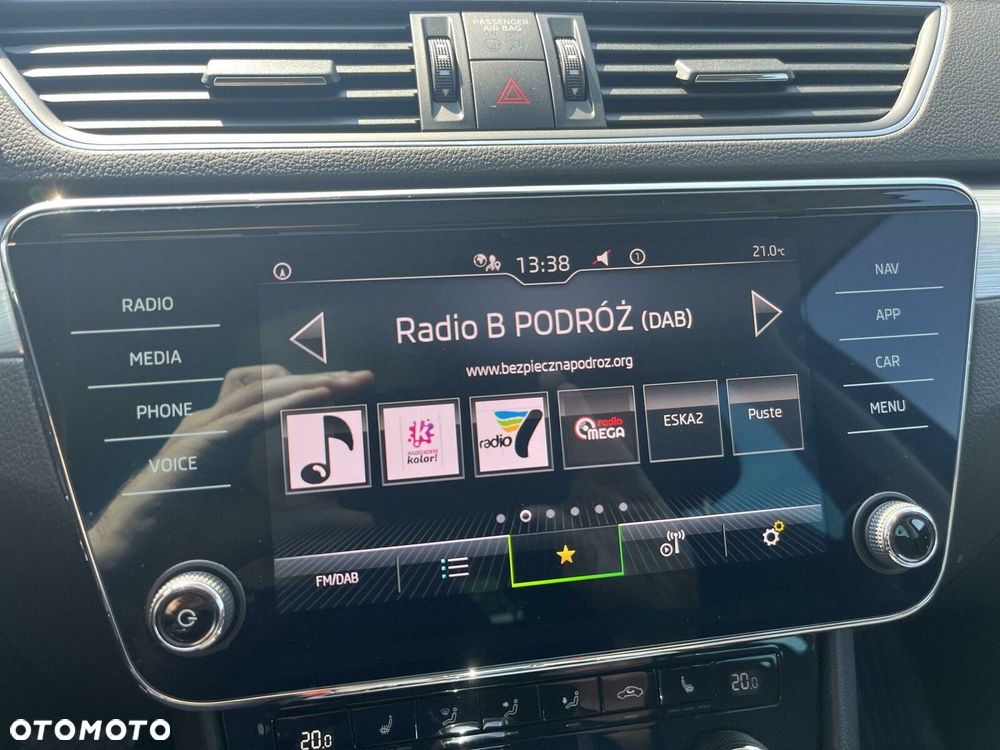 PASSENGER
AIR BAG
13:38
1
21.0°C
RADIO
MEDIA
PHONE
VOICE
NAV
APP
CAR
MENU
Radio B PODRÓŻ (DAB)
www.bezpiecznapodroz.org
kolor!
radio 7
radio
MEGA
ESKA2
Puste
FM/DAB
20.0
20.0
OTOMOTO